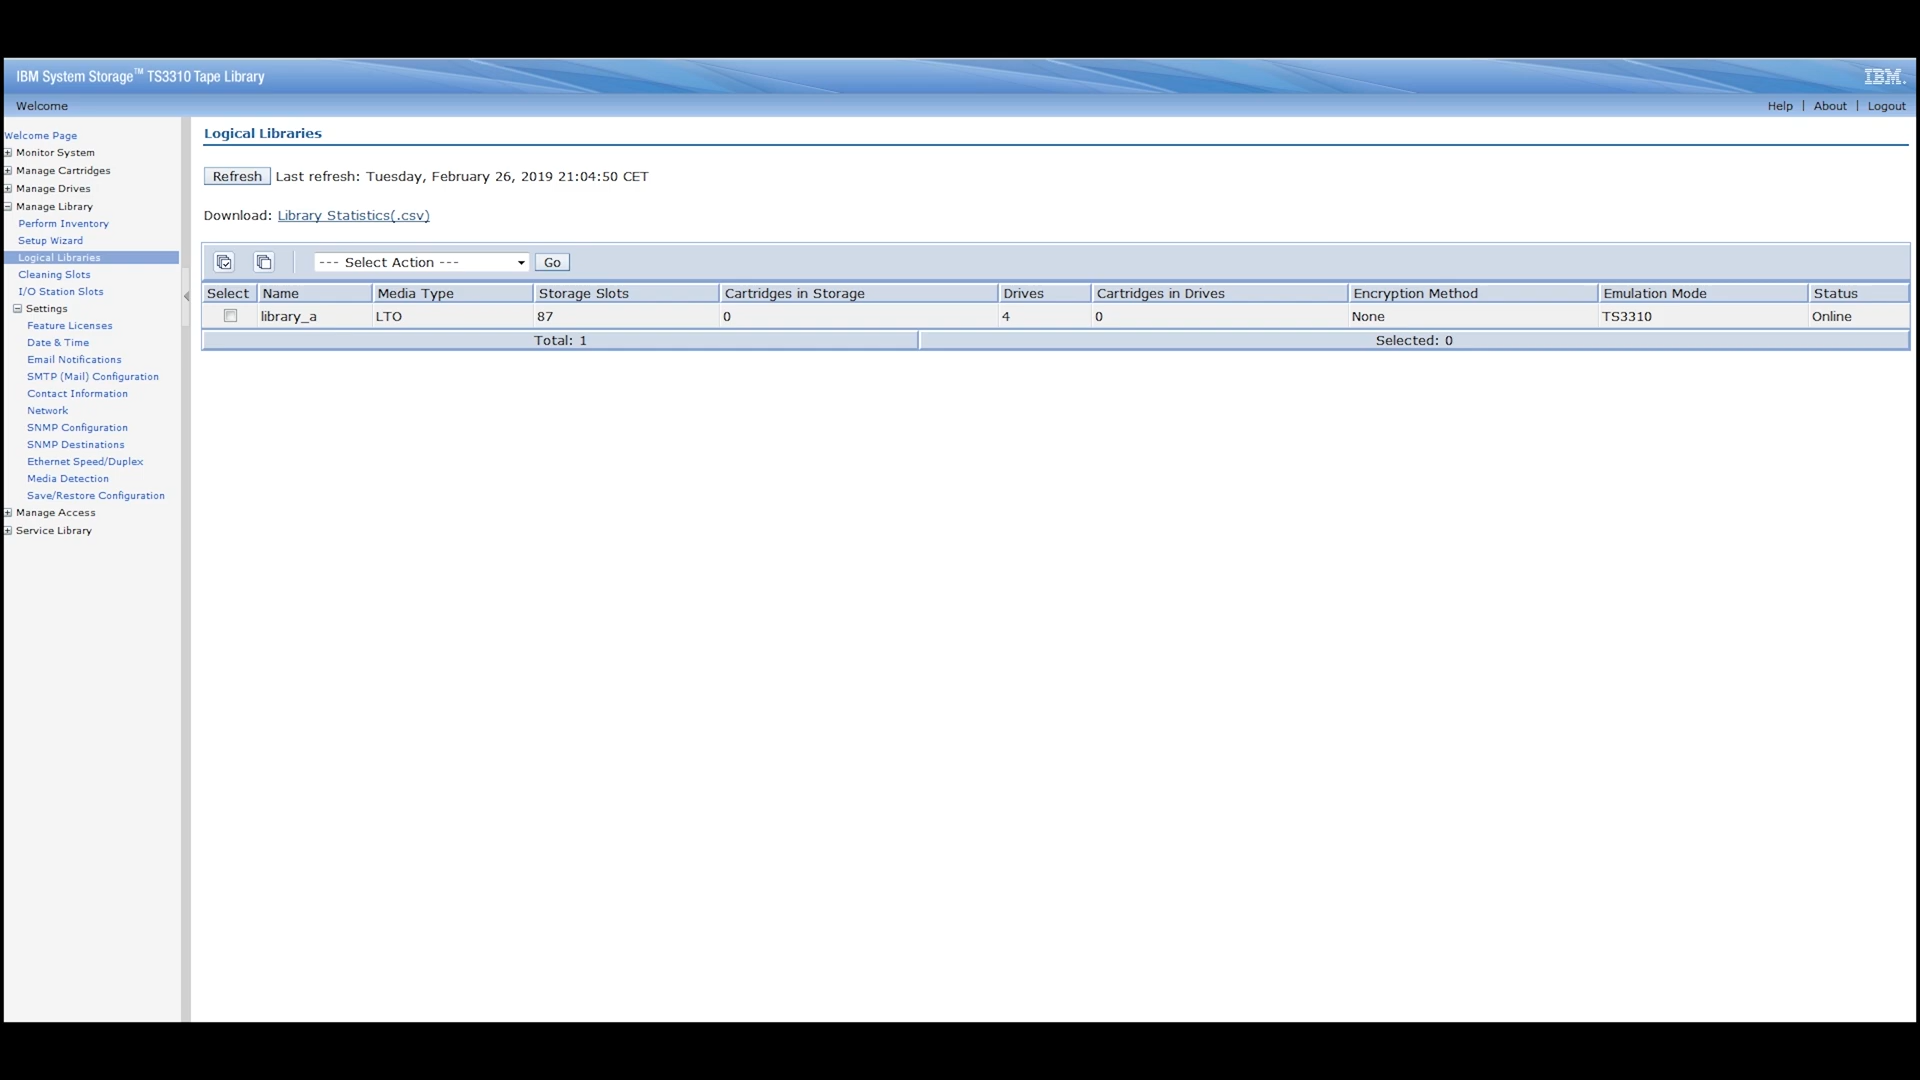 IBM System Storage™ TS3310 Tape Library
IBM.
Welcome
Help | About | Logout
Welcome Page
Monitor System
Manage Cartridges
Manage Drives
Manage Library
Perform Inventory
Setup Wizard
Logical Libraries
Cleaning Slots
I/O Station Slots
Settings
Feature Licenses
Date & Time
Email Notifications
SMTP (Mail) Configuration
Contact Information
Network
SNMP Configuration
SNMP Destinations
Ethernet Speed/Duplex
Media Detection
Save/Restore Configuration
Manage Access
Service Library
Logical Libraries
Refresh Last refresh: Tuesday, February 26, 2019 21:04:50 CET
Download: Library Statistics(.csv)
--- Select Action --- Go
Select Name Media Type Storage Slots Cartridges in Storage Drives Cartridges in Drives Encryption Method Emulation Mode Status
library_a LTO 87 0 4 0 None TS3310 Online
Total: 1 Selected: 0